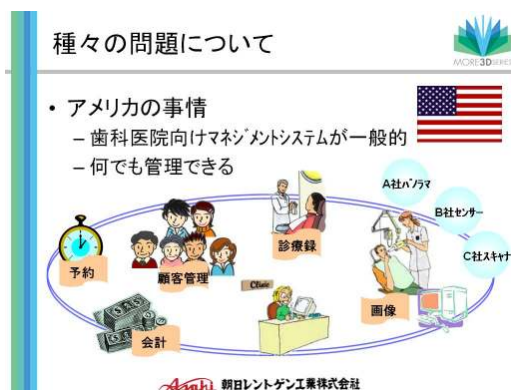 種々の問題について
MORE3DSERIES
• アメリカの事情
– 歯科医院向けマネジメントシステムが一般的
– 何でも管理できる
A社パノラマ
B社センサー
C社スキャナ
診療録
予約
顧客管理
Clinic
画像
会計
Asahi 朝日レントゲン工業株式会社